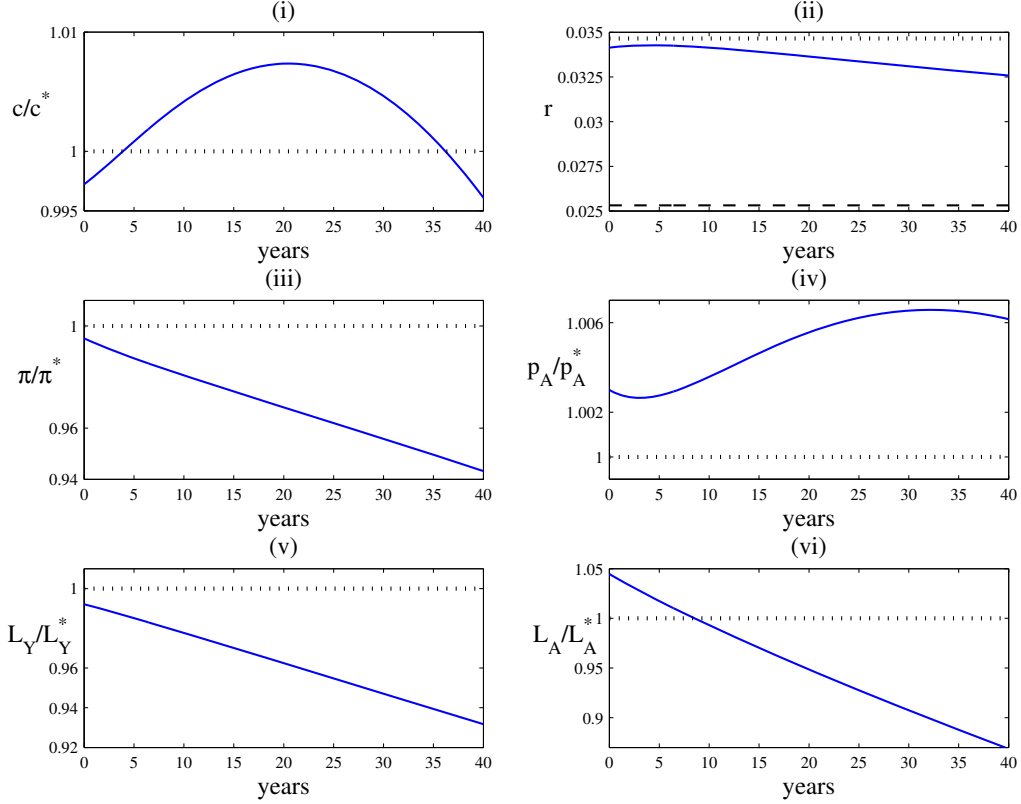 (i)
1.01
1
0.995
c/c*
0 5 10 15 20 25 30 35 40
years
(ii)
0.035
0.0325
0.03
0.0275
0.025
r
0 5 10 15 20 25 30 35 40
years
(iii)
1
0.96
0.94
π/π*
0 5 10 15 20 25 30 35 40
years
(iv)
1.006
1.002
1
p_A/p_A^*
0 5 10 15 20 25 30 35 40
years
(v)
1
0.96
0.94
0.92
L_Y/L_Y^*
0 5 10 15 20 25 30 35 40
years
(vi)
1.05
1
0.95
0.9
L_A/L_A^*
0 5 10 15 20 25 30 35 40
years